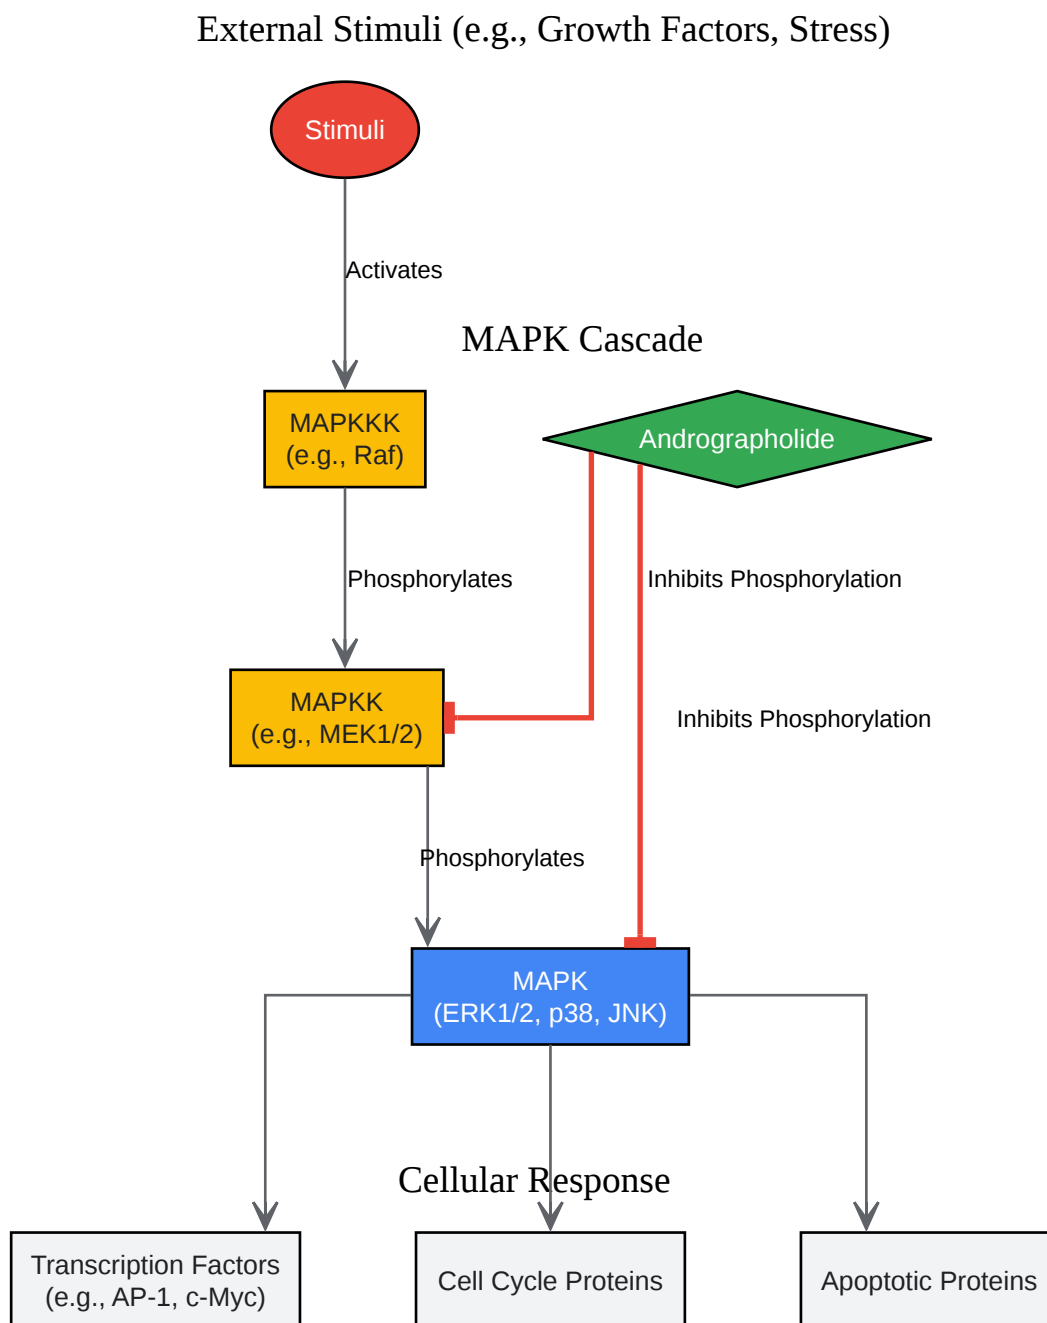 External Stimuli (e.g., Growth Factors, Stress)
Stimuli
Activates
MAPK Cascade
MAPKKK
(e.g., Raf)
Andrographolide
Phosphorylates
Inhibits Phosphorylation
MAPKK
(e.g., MEK1/2)
Inhibits Phosphorylation
Phosphorylates
MAPK
(ERK1/2, p38, JNK)
Cellular Response
Transcription Factors
(e.g., AP-1, c-Myc)
Cell Cycle Proteins
Apoptotic Proteins